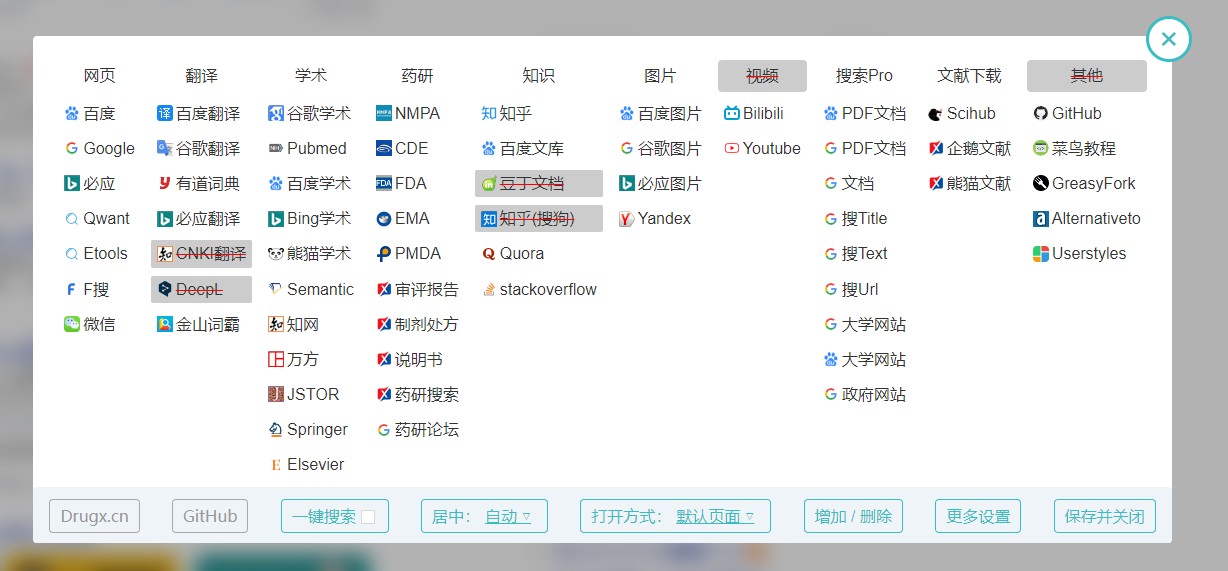 网页 翻译 学术 药研 知识 图片 视频 搜索Pro 文献下载 其他
百度 百度翻译 谷歌学术 NMPA 知乎 百度图片 Bilibili PDF文档 Scihub GitHub
Google 谷歌翻译 Pubmed CDE 百度文库 谷歌图片 Youtube PDF文档 企鹅文献 菜鸟教程
必应 有道词典 百度学术 FDA 豆丁文档 必应图片 文档 熊猫文献 GreasyFork
Qwant 必应翻译 Bing学术 EMA 知乎(搜狗) Yandex 搜Title Alternativeto
Etools CNKI翻译 熊猫学术 PMDA Quora 搜Text Userstyles
F搜 DeepL Semantic 审评报告 stackoverflow 搜Url
微信 金山词霸 知网 制剂处方 大学网站
万方 说明书 大学网站
JSTOR 药研搜索 政府网站
Springer 药研论坛
Elsevier
Drugx.cn GitHub 一键搜索 居中： 自动 ▿ 打开方式： 默认页面 ▿ 增加 / 删除 更多设置 保存并关闭